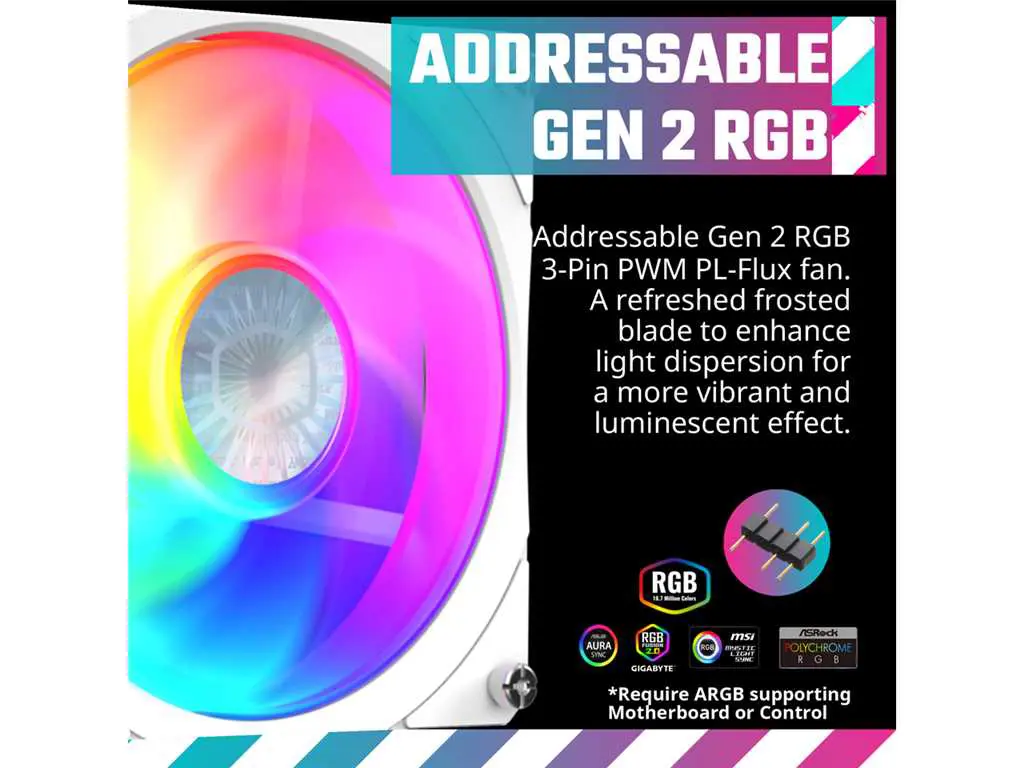 ADDRESSABLE
GEN 2 RGB
Addressable Gen 2 RGB
3-Pin PWM PL-Flux fan.
A refreshed frosted
blade to enhance
light dispersion for
a more vibrant and
luminescent effect.
RGB
16.7 Million Colors
ASUS
AURA
SYNC
RGB
FUSION
2.0
GIGABYTE™
RGB
msi
MYSTIC
LIGHT
SYNC
ASRock
POLYCHROME
RGB
*Require ARGB supporting
Motherboard or Control